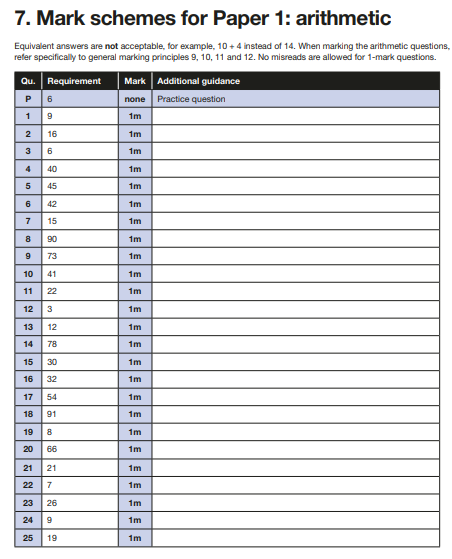 7. Mark schemes for Paper 1: arithmetic
Equivalent answers are not acceptable, for example, 10 + 4 instead of 14. When marking the arithmetic questions,
refer specifically to general marking principles 9, 10, 11 and 12. No misreads are allowed for 1-mark questions.
Qu. Requirement Mark Additional guidance
P 6 none Practice question
1 9 1m
2 16 1m
3 6 1m
4 40 1m
5 45 1m
6 42 1m
7 15 1m
8 90 1m
9 73 1m
10 41 1m
11 22 1m
12 3 1m
13 12 1m
14 78 1m
15 30 1m
16 32 1m
17 54 1m
18 91 1m
19 8 1m
20 66 1m
21 21 1m
22 7 1m
23 26 1m
24 9 1m
25 19 1m